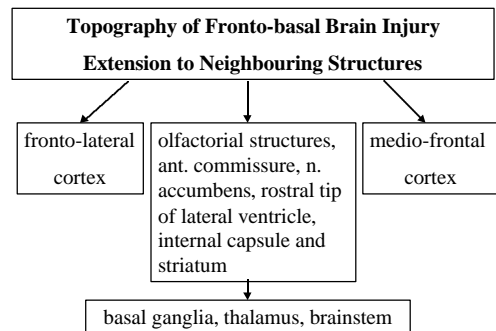 Topography of Fronto-basal Brain Injury
Extension to Neighbouring Structures
fronto-lateral
cortex
olfactorial structures,
ant. commissure, n.
accumbens, rostral tip
of lateral ventricle,
internal capsule and
striatum
medio-frontal
cortex
basal ganglia, thalamus, brainstem